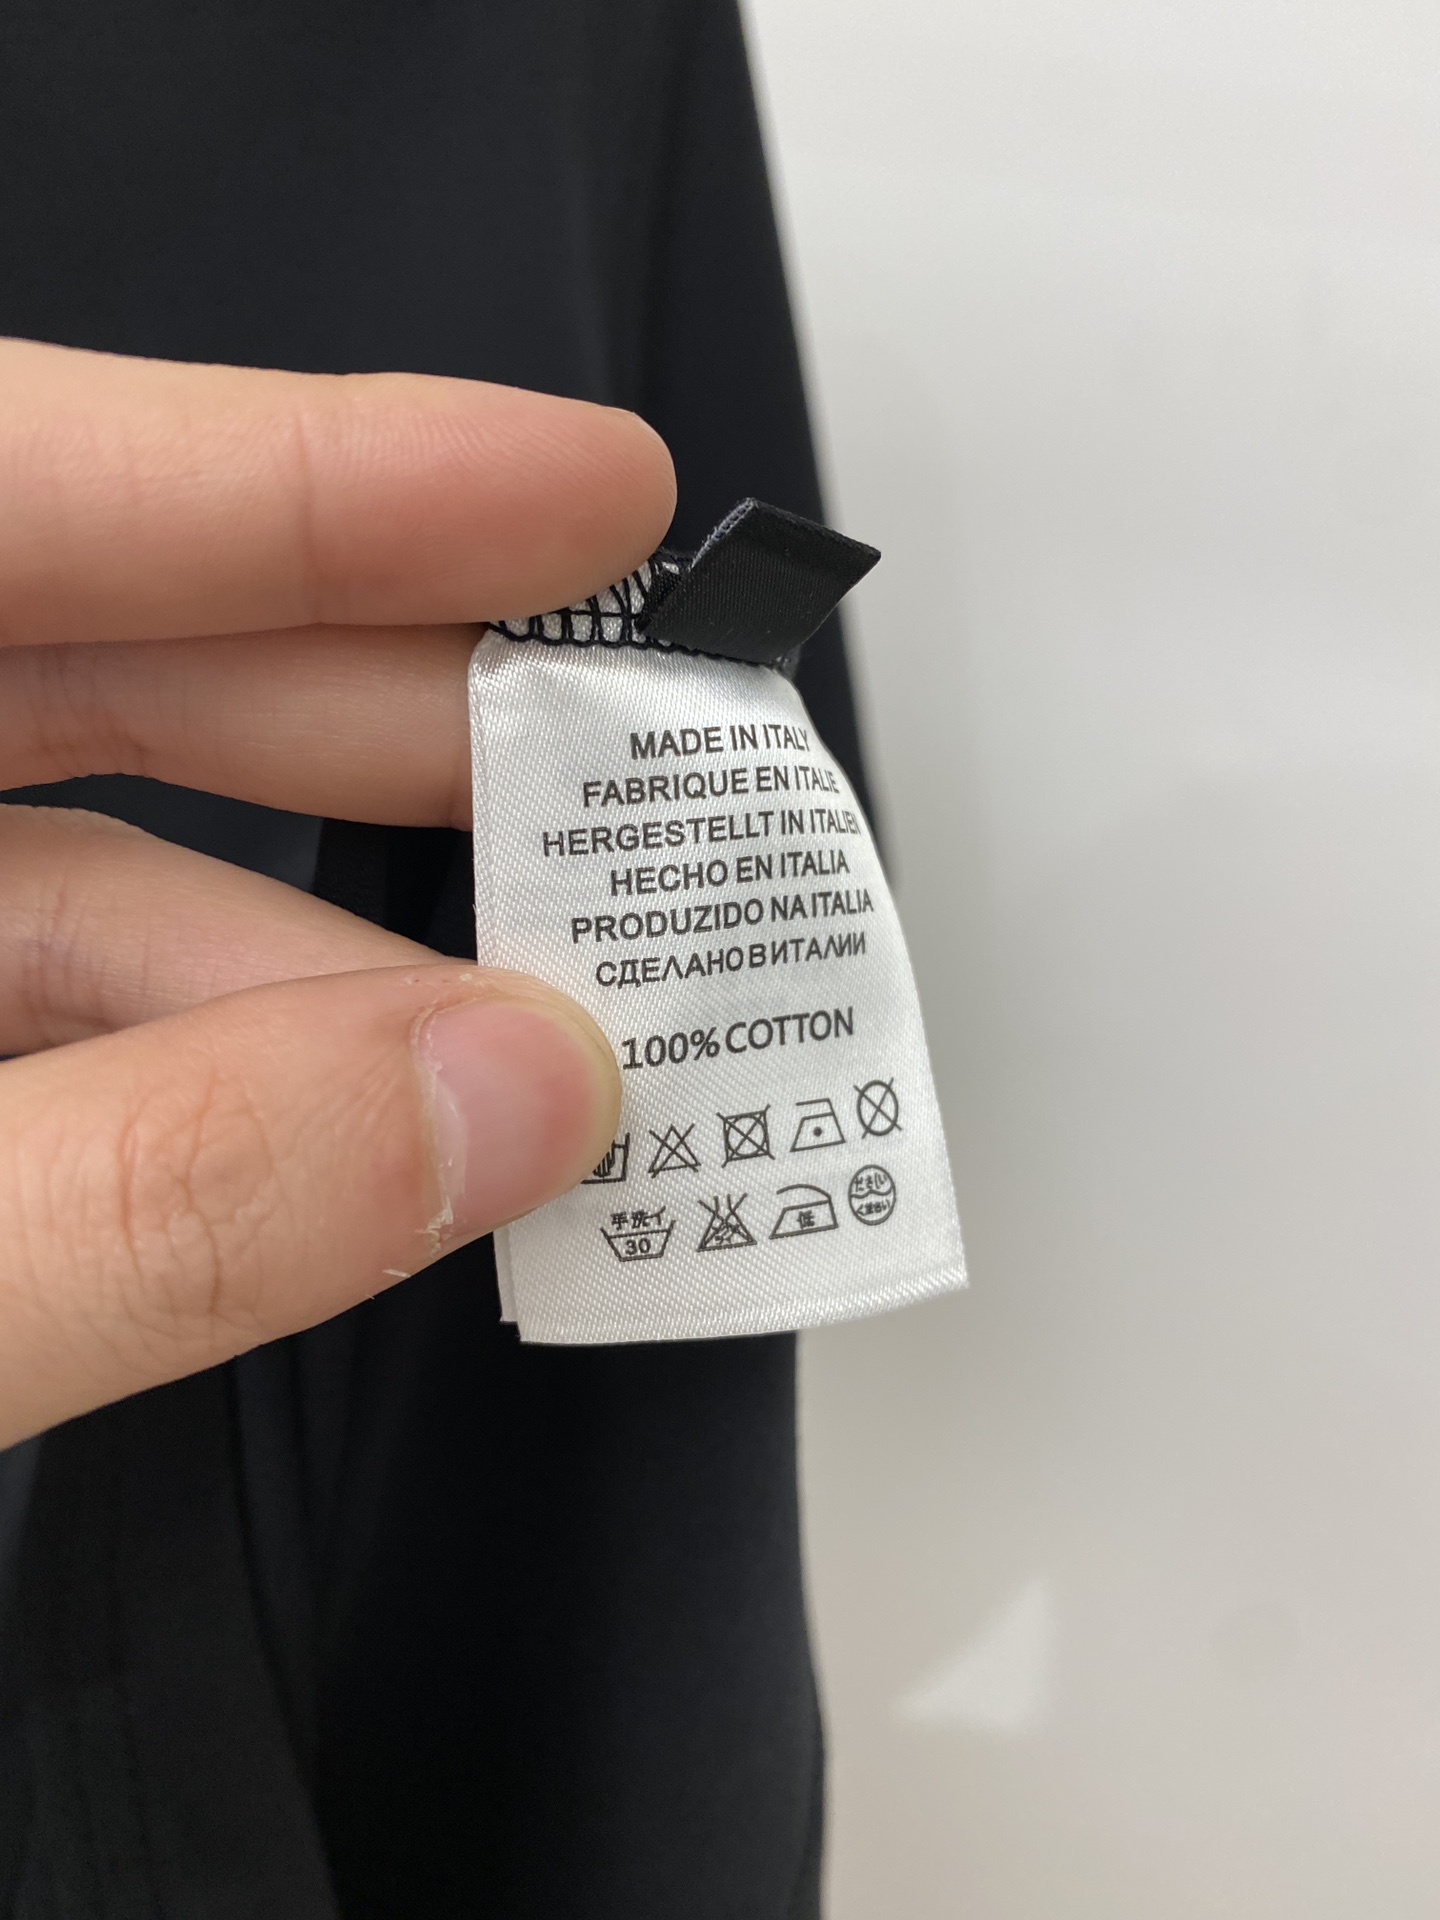 MADE IN ITALY
FABRIQUE EN ITALIE
HERGESTELLT IN ITALIEN
HECHO EN ITALIA
PRODUZIDO NA ITALIA
СДЕЛАНО В ИТАЛИИ
100% COTTON
手洗イ
30
低